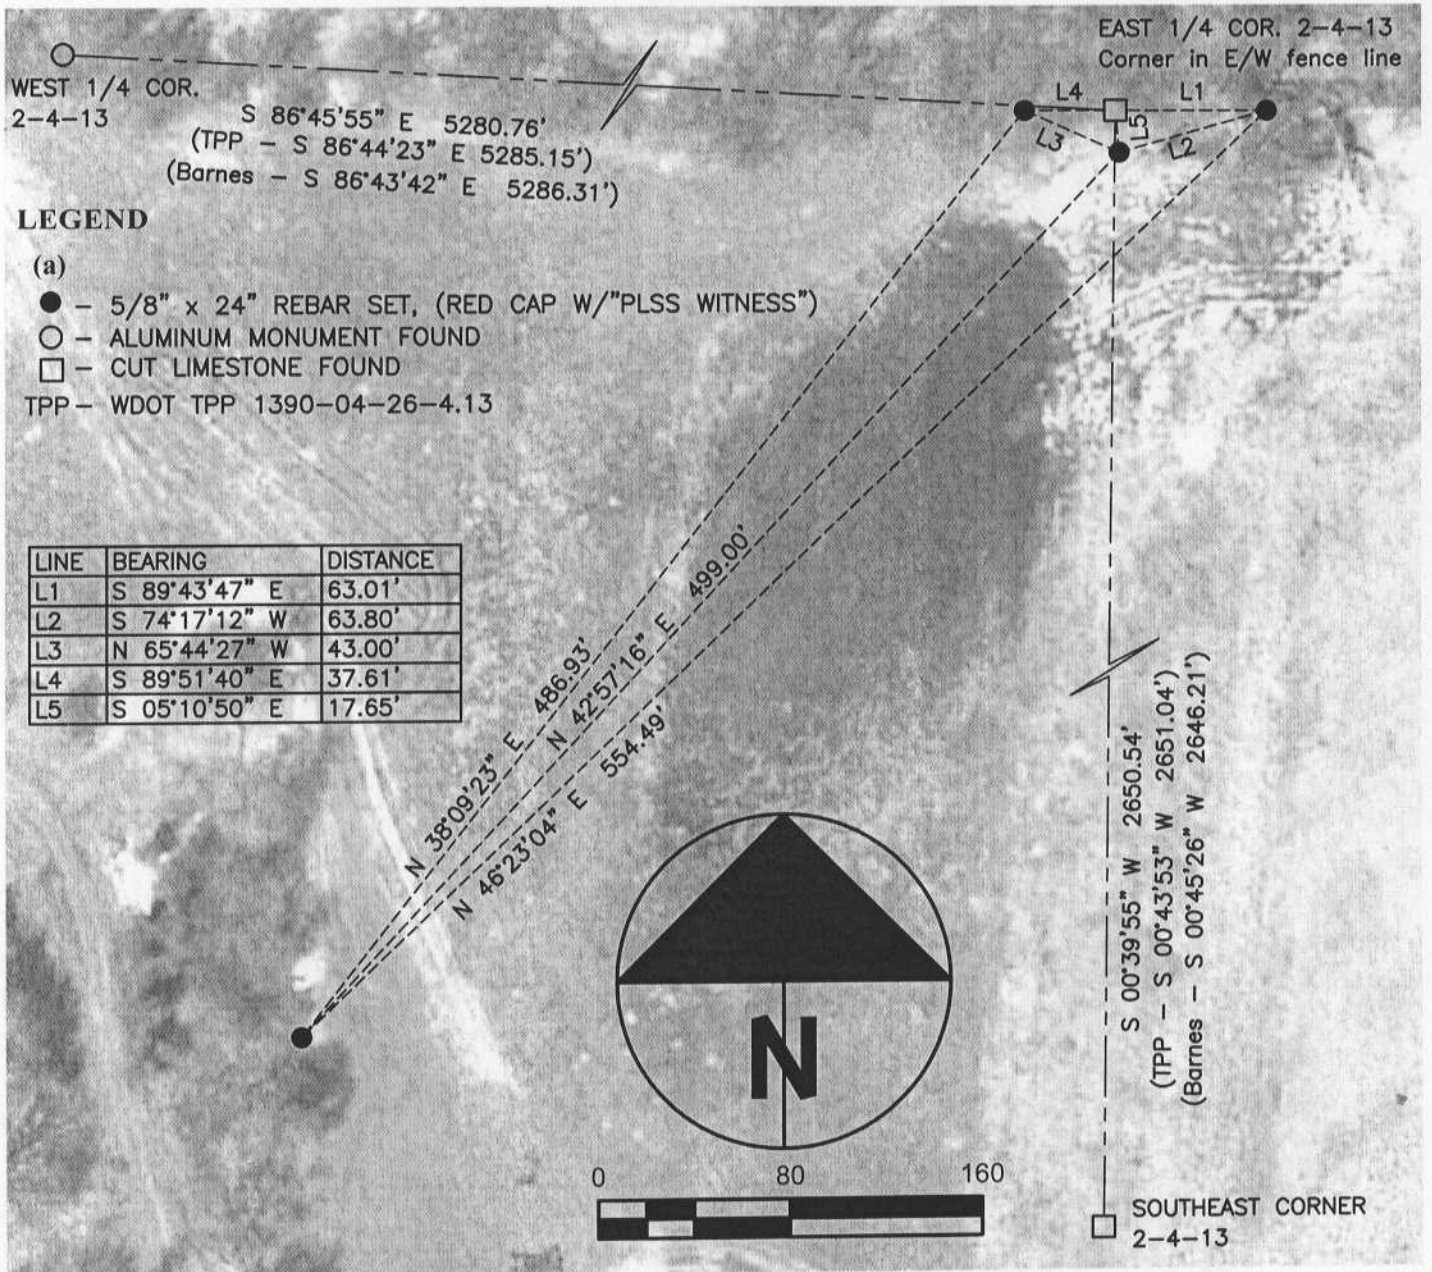 EAST 1/4 COR. 2-4-13
Corner in E/W fence line
WEST 1/4 COR.
2-4-13
S 86°45'55" E 5280.76'
(TPP - S 86°44'23" E 5285.15')
(Barnes - S 86°43'42" E 5286.31')
L4
L1
L5
L3
L2
LEGEND
(a)
- 5/8" x 24" REBAR SET, (RED CAP W/"PLSS WITNESS")
- ALUMINUM MONUMENT FOUND
- CUT LIMESTONE FOUND
TPP - WDOT TPP 1390-04-26-4.13
LINE BEARING DISTANCE
L1 S 89°43'47" E 63.01'
L2 S 74°17'12" W 63.80'
L3 N 65°44'27" W 43.00'
L4 S 89°51'40" E 37.61'
L5 S 05°10'50" E 17.65'
N 38°09'23" E 486.93'
N 42°57'16" E 499.00'
N 46°23'04" E 554.49'
S 00°39'55" W 2650.54'
(TPP - S 00°43'53" W 2651.04')
(Barnes - S 00°45'26" W 2646.21')
N
0 80 160
SOUTHEAST CORNER
2-4-13